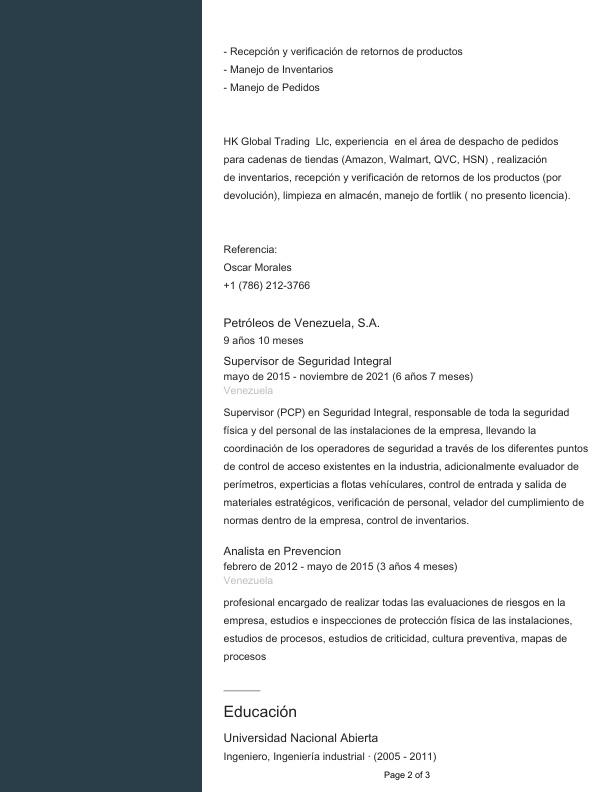 - Recepción y verificación de retornos de productos
- Manejo de Inventarios
- Manejo de Pedidos
HK Global Trading  Llc, experiencia  en el área de despacho de pedidos
para cadenas de tiendas (Amazon, Walmart, QVC, HSN) , realización
de inventarios, recepción y verificación de retornos de los productos (por
devolución), limpieza en almacén, manejo de fortlik ( no presento licencia).
Referencia:
Oscar Morales
+1 (786) 212-3766
Petróleos de Venezuela, S.A.
9 años 10 meses
Supervisor de Seguridad Integral
mayo de 2015 - noviembre de 2021 (6 años 7 meses)
Venezuela
Supervisor (PCP) en Seguridad Integral, responsable de toda la seguridad
física y del personal de las instalaciones de la empresa, llevando la
coordinación de los operadores de seguridad a través de los diferentes puntos
de control de acceso existentes en la industria, adicionalmente evaluador de
perímetros, experticias a flotas vehículares, control de entrada y salida de
materiales estratégicos, verificación de personal, velador del cumplimiento de
normas dentro de la empresa, control de inventarios.
Analista en Prevencion
febrero de 2012 - mayo de 2015 (3 años 4 meses)
Venezuela
profesional encargado de realizar todas las evaluaciones de riesgos en la
empresa, estudios e inspecciones de protección física de las instalaciones,
estudios de procesos, estudios de criticidad, cultura preventiva, mapas de
procesos
Educación
Universidad Nacional Abierta
Ingeniero, Ingeniería industrial · (2005 - 2011)
Page 2 of 3